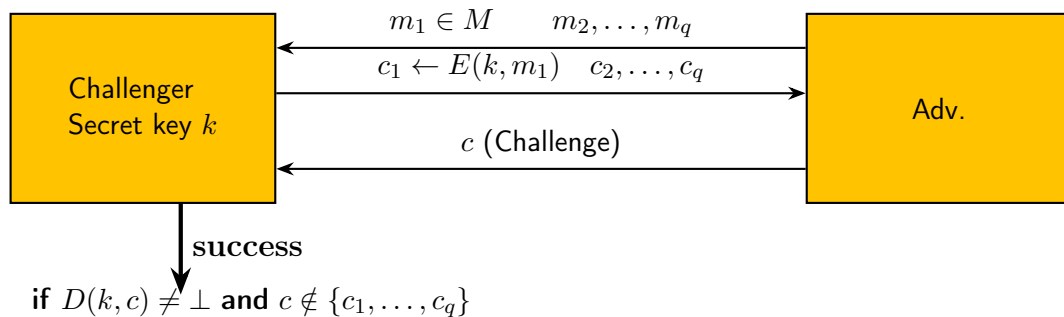 m₁ ∈ M m₂, . . . , m_q
c₁ ← E(k, m₁) c₂, . . . , c_q
Challenger
Secret key k
Adv.
c (Challenge)
success
if D(k, c) ≠ ⊥ and c ∉ {c₁, . . . , c_q}